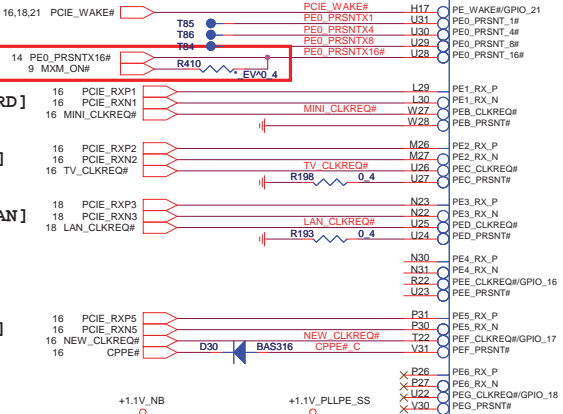 16,18,21 PCIE_WAKE# PCIE_WAKE# H17 PE_WAKE#/GPIO_21
T85 PE0_PRSNTX1 U31 PE0_PRSNT_1#
T86 PE0_PRSNTX4 U30 PE0_PRSNT_4#
T84 PE0_PRSNTX8 U29 PE0_PRSNT_8#
14 PE0_PRSNTX16# PE0_PRSNTX16# U28 PE0_PRSNT_16#
9 MXM_ON# R410 *_EV^0_4
RD]
16 PCIE_RXP1 L29 PE1_RX_P
16 PCIE_RXN1 L30 PE1_RX_N
16 MINI_CLKREQ# MINI_CLKREQ# W27 PEB_CLKREQ#
W28 PEB_PRSNT#
]
16 PCIE_RXP2 M26 PE2_RX_P
16 PCIE_RXN2 M27 PE2_RX_N
16 TV_CLKREQ# TV_CLKREQ# U26 PEC_CLKREQ#
R198 0_4 U27 PEC_PRSNT#
AN]
18 PCIE_RXP3 N23 PE3_RX_P
18 PCIE_RXN3 N22 PE3_RX_N
18 LAN_CLKREQ# LAN_CLKREQ# U25 PED_CLKREQ#
R193 0_4 U24 PED_PRSNT#
N30 PE4_RX_P
N31 PE4_RX_N
R22 PEE_CLKREQ#/GPIO_16
U23 PEE_PRSNT#
]
16 PCIE_RXP5 P31 PE5_RX_P
16 PCIE_RXN5 P30 PE5_RX_N
16 NEW_CLKREQ# NEW_CLKREQ# T22 PEF_CLKREQ#/GPIO_17
16 CPPE# D30 BAS316 CPPE#_C V31 PEF_PRSNT#
P26 PE6_RX_P
P27 PE6_RX_N
U22 PEG_CLKREQ#/GPIO_18
V30 PEG_PRSNT#
+1.1V_NB +1.1V_PLLPE_SS